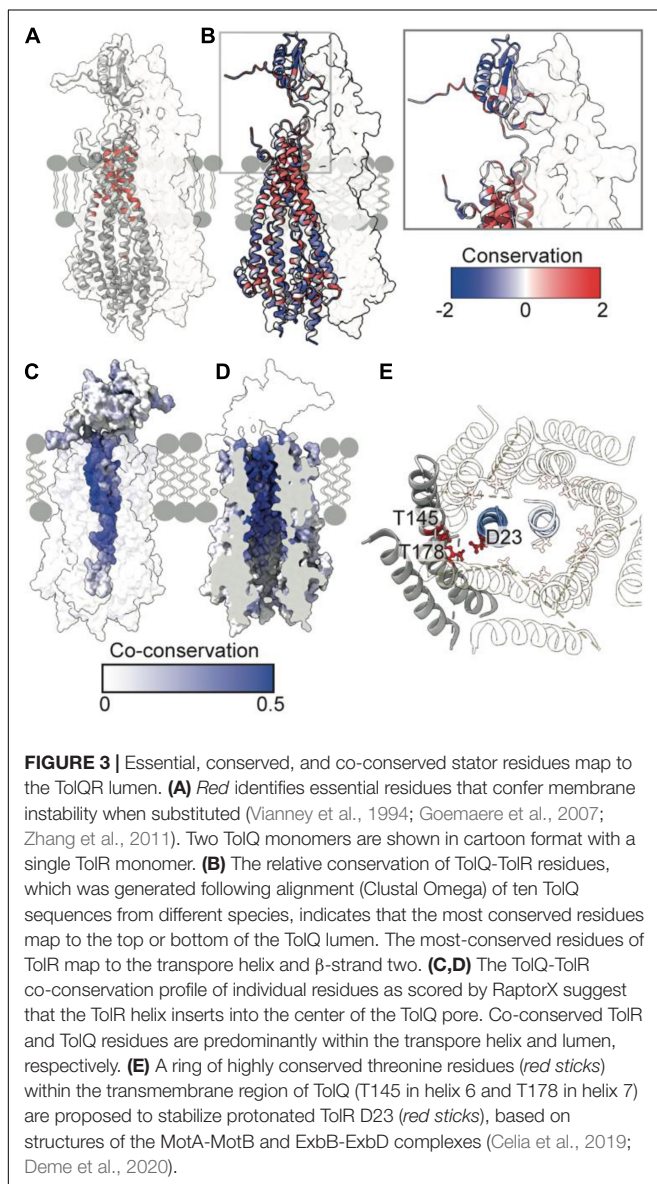 A
B
Conservation
-2
0
2
C
D
E
T145
T178
D23
Co-conservation
0
0.5
FIGURE 3 | Essential, conserved, and co-conserved stator residues map to
the TolQR lumen. (A) Red identifies essential residues that confer membrane
instability when substituted (Vianney et al., 1994; Goemaere et al., 2007;
Zhang et al., 2011). Two TolQ monomers are shown in cartoon format with a
single TolR monomer. (B) The relative conservation of TolQ-TolR residues,
which was generated following alignment (Clustal Omega) of ten TolQ
sequences from different species, indicates that the most conserved residues
map to the top or bottom of the TolQ lumen. The most-conserved residues of
TolR map to the transpore helix and β-strand two. (C,D) The TolQ-TolR
co-conservation profile of individual residues as scored by RaptorX suggest
that the TolR helix inserts into the center of the TolQ pore. Co-conserved TolR
and TolQ residues are predominantly within the transpore helix and lumen,
respectively. (E) A ring of highly conserved threonine residues (red sticks)
within the transmembrane region of TolQ (T145 in helix 6 and T178 in helix 7)
are proposed to stabilize protonated TolR D23 (red sticks), based on
structures of the MotA-MotB and ExbB-ExbD complexes (Celia et al., 2019;
Deme et al., 2020).